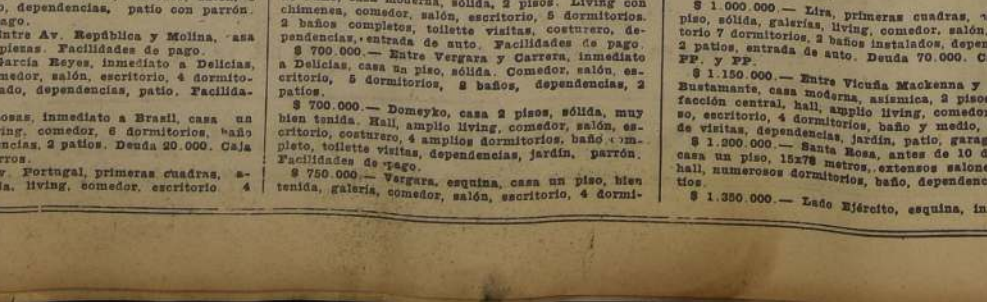 dependencias, patio con parrón.
ago.
Intre Av. República y Molina, asa
piezas. Facilidades de pago.
García Reyes, inmediato a Delicias,
medor, salón, escritorio, 4 dormito-
ado, dependencias, patio. Facilida-
osas, inmediato a Brasil, casa un
ing, comedor, 6 dormitorios, baño
encias, 2 patios. Deuda 20.000. Caja
rros.
v. Portugal, primeras cuadras, a-
la. living, comedor, escritorio 4
sólida, 2 pisos. Living con
chimenea, comedor, salón, escritorio, 5 dormitorios.
2 baños completos, toilette visitas, costurero, de-
pendencias, entrada de auto. Facilidades de pago.
$ 700.000.— Entre Vergara y Carrera, inmediato
a Delicias, casa un piso, sólida. Comedor, salón, es-
critorio, 5 dormitorios, 2 baños, dependencias, 2
patios.
$ 700.000.— Domeyko, casa 2 pisos, sólida, muy
bien tenida. Hall, amplio living, comedor, salón, es-
critorio, costurero, 4 amplios dormitorios, baño com-
pleto, toilette visitas, dependencias, jardín, parrón.
Facilidades de pago.
$ 750.000.— Vergara, esquina, casa un piso, bien
tenida, galería, comedor, salón, escritorio, 4 dormi-
$ 1.000.000.— Lira, primeras cuadras,
piso, sólida, galerías, living, comedor, salón,
torio 7 dormitorios, 2 baños instalados, depen
2 patios, entrada de auto. Deuda 70.000. C
PP. y PP.
$ 1.150.000.— Entre Vicuña Mackenna y
Bustamante, casa moderna, asísmica, 2 pisos
facción central, hall, amplio living, comedor
so, escritorio, 4 dormitorios, baño y medio,
de visitas, dependencias, jardín, patio, garag
$ 1.200.000.— Santa Rosa, antes de 10 d
casa un piso, 15x78 metros, extensos salone
hall, numerosos dormitorios, baño, dependenc
tios.
$ 1.350.000.— Lado Ejército, esquina, in